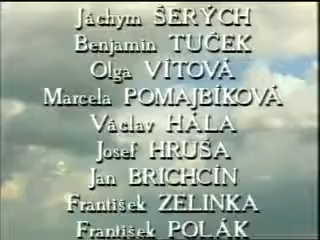 Jáchym ŠERÝCH
Benjamin TUČEK
Olga VÍTOVÁ
Marcela POMAJBÍKOVÁ
Václav HÁLA
Josef HRUŠA
Jan BRICHCÍN
František ZELINKA
František POLÁK